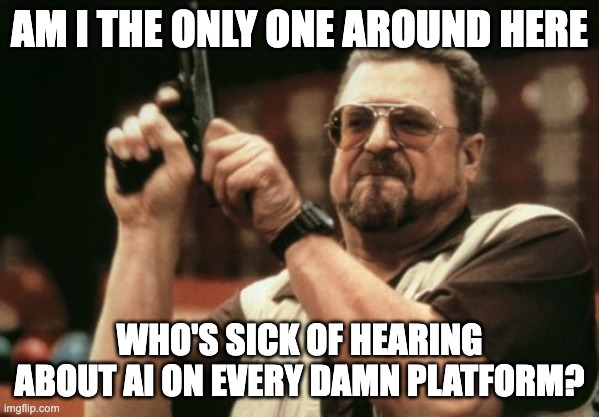 AM I THE ONLY ONE AROUND HERE
WHO'S SICK OF HEARING
ABOUT AI ON EVERY DAMN PLATFORM?
imgflip.com